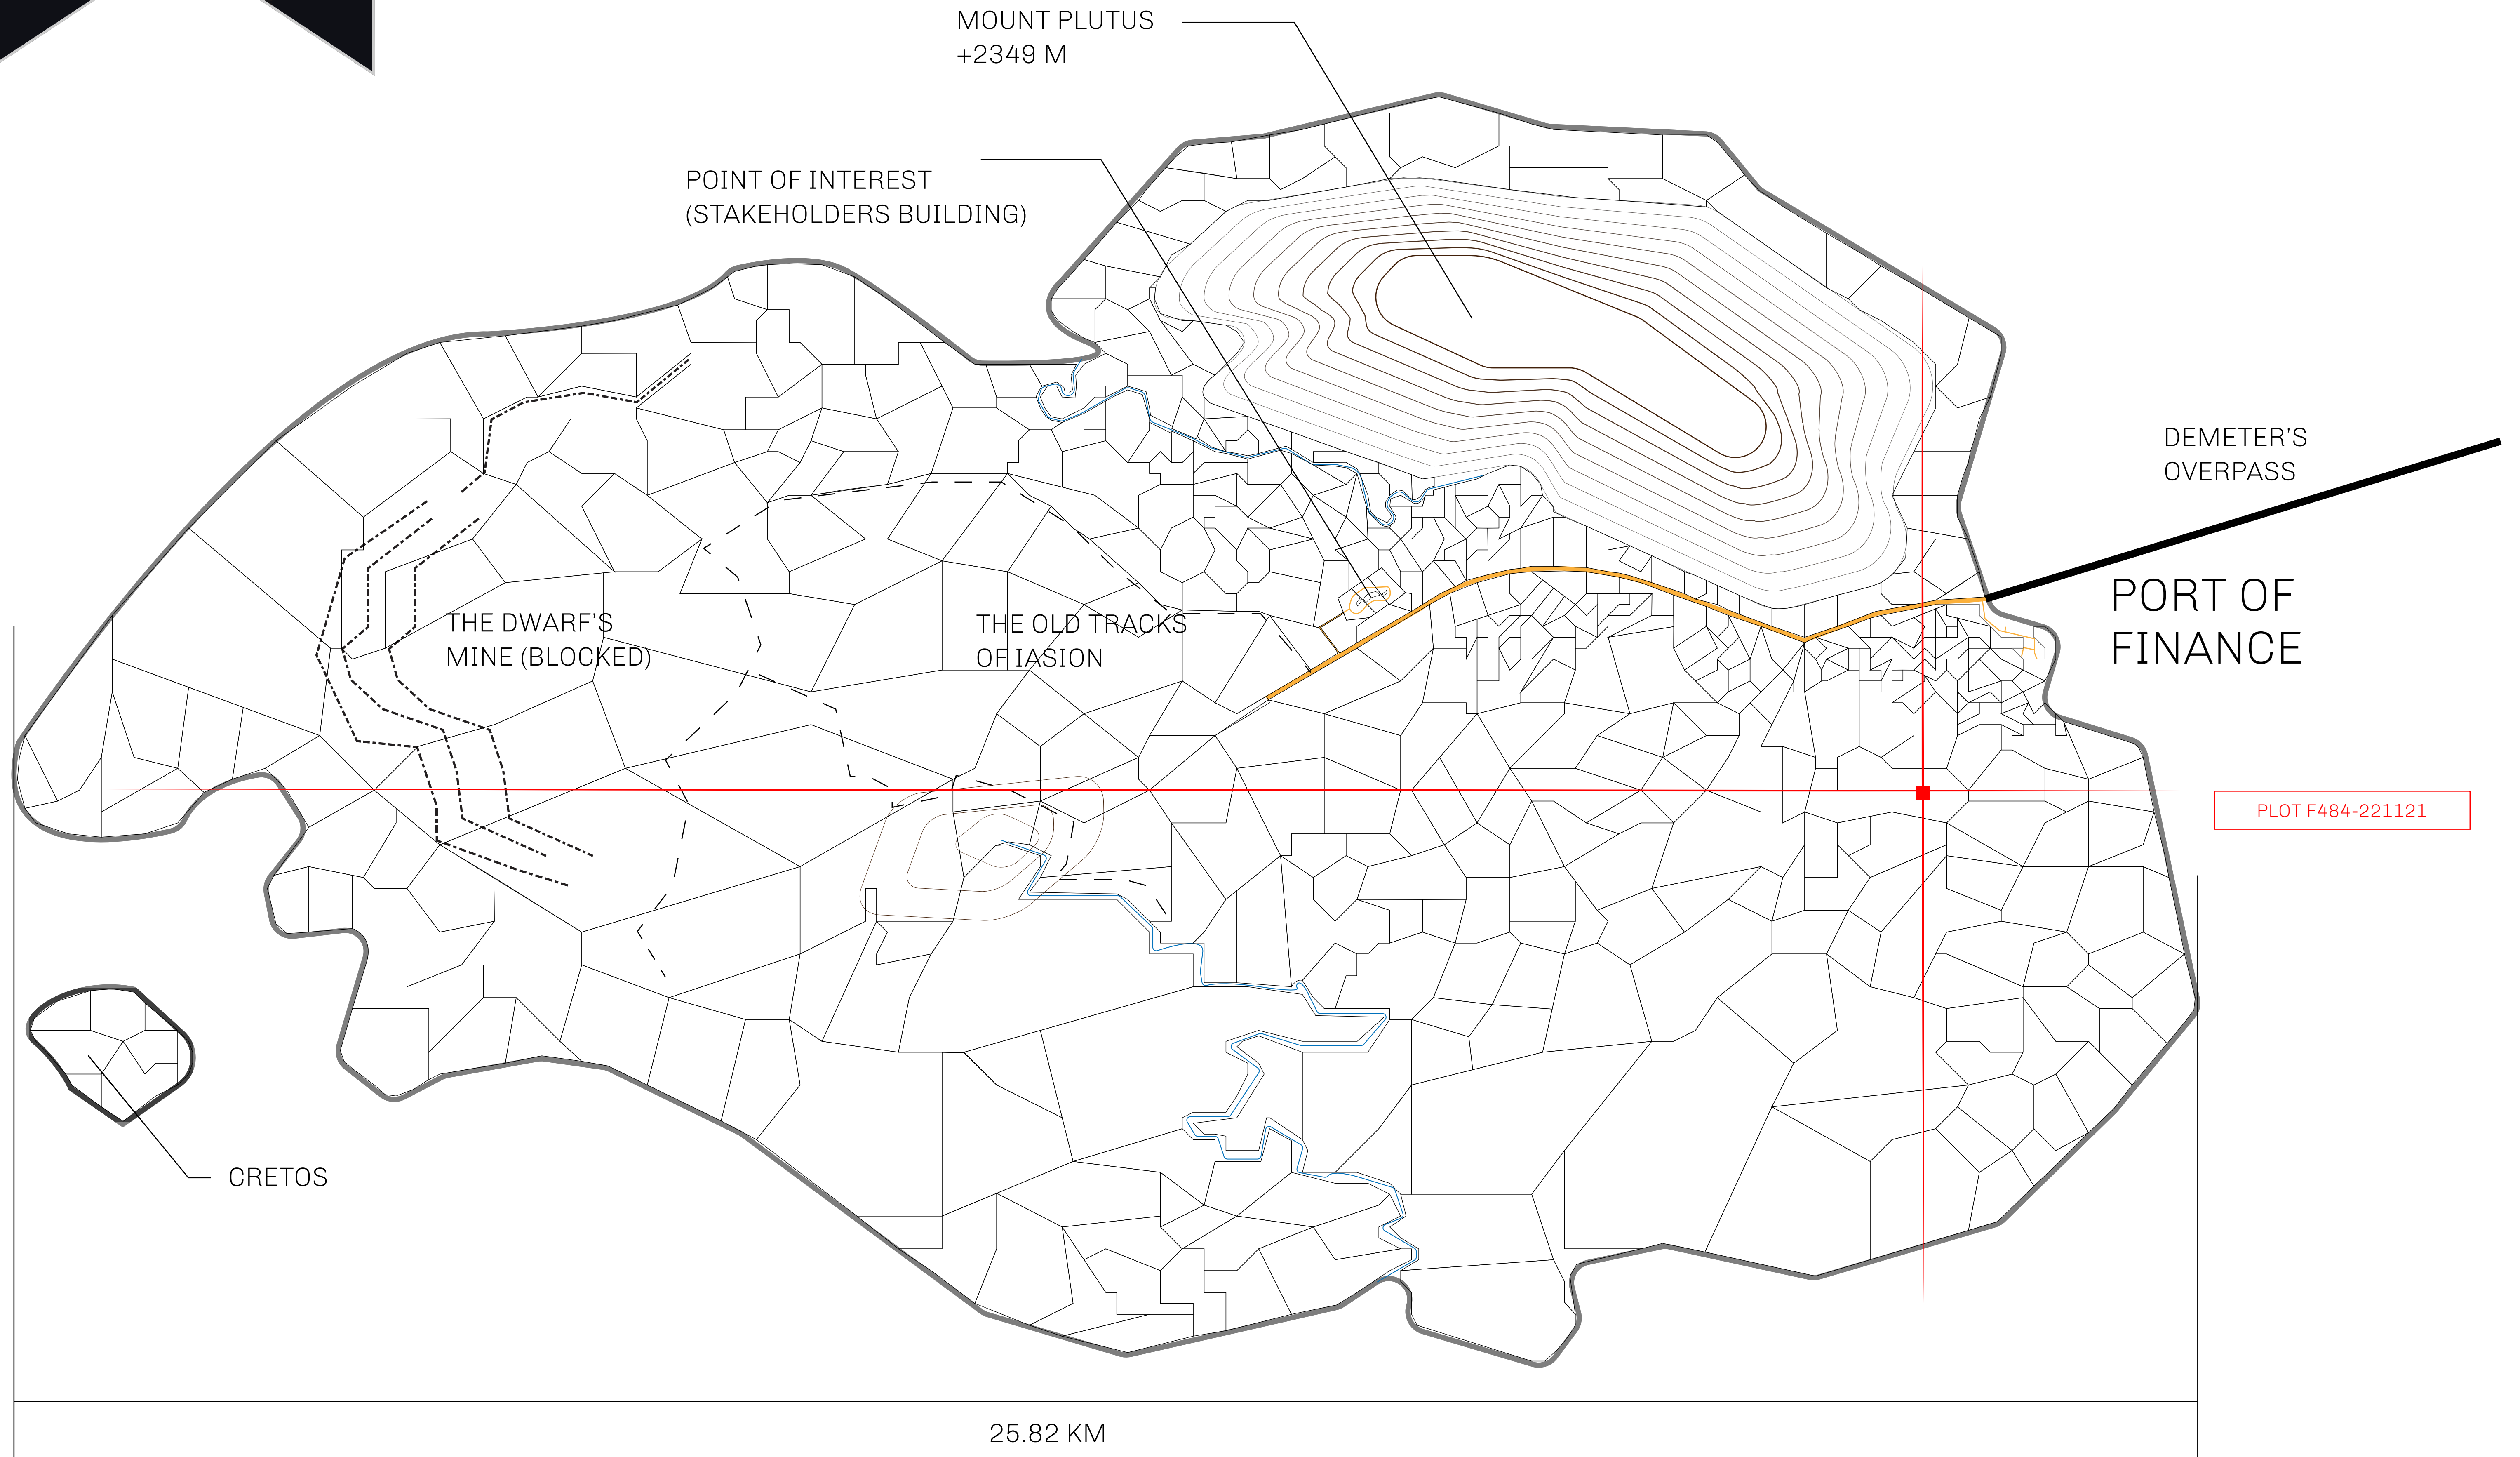 MOUNT PLUTUS
+2349 M
POINT OF INTEREST
(STAKEHOLDERS BUILDING)
DEMETER'S
OVERPASS
PORT OF
FINANCE
THE DWARF'S
MINE (BLOCKED)
THE OLD TRACKS
OF IASION
PLOT F484-221121
CRETOS
25.82 KM